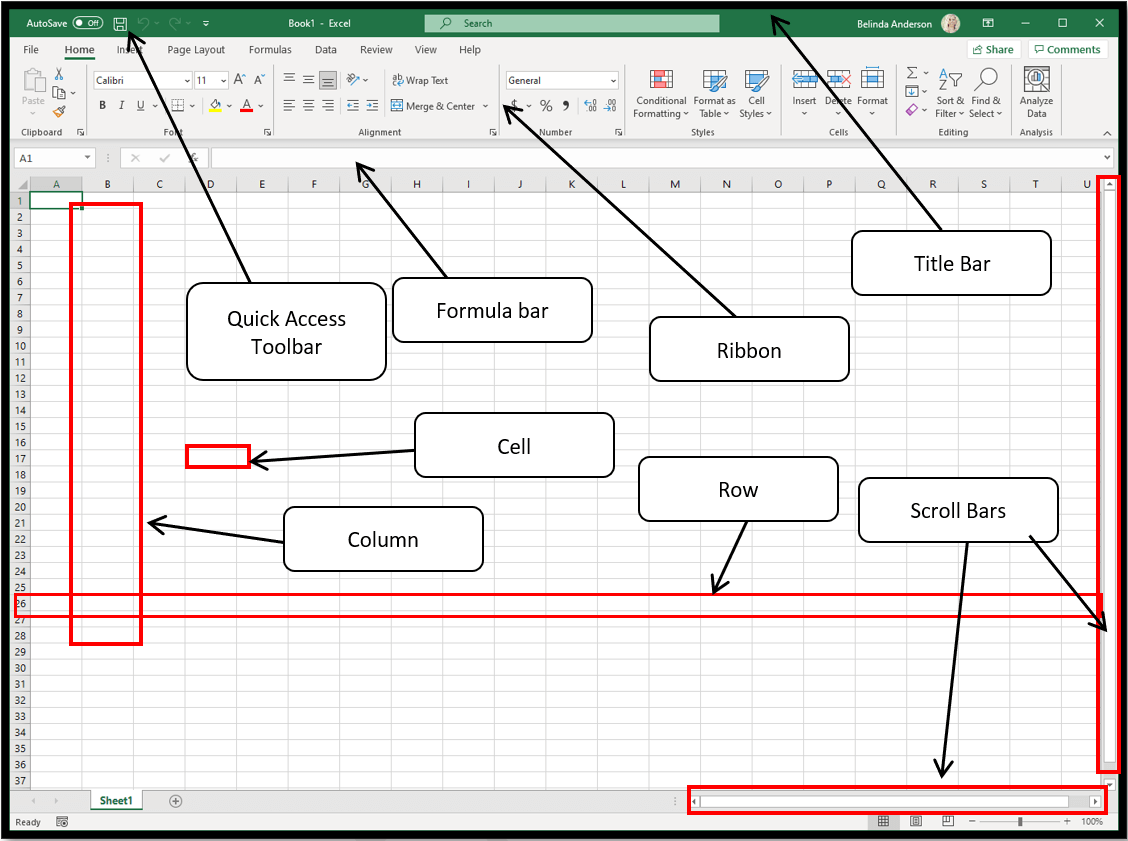 AutoSave Off Book1 - Excel Search Belinda Anderson
File Home Insert Page Layout Formulas Data Review View Help Share Comments
Calibri 11 A A Wrap Text General Σ
Paste B I U A Merge & Center $ % Conditional Formatting Format as Table Cell Styles Insert Delete Format Sort & Filter Find & Select Analyze Data
Clipboard Font Alignment Number Styles Cells Editing Analysis
A1 fx
A B C D E F G H I J K L M N O P Q R S T U
1
2
3
4
Title Bar
5
6
7
Quick Access
Toolbar
Formula bar
8
9
10
Ribbon
11
12
13
14
15
16
Cell
17
18
19
Row
20
Scroll Bars
21
22
Column
23
24
25
26
27
28
29
30
31
32
33
34
35
36
37
Sheet1
Ready 100%